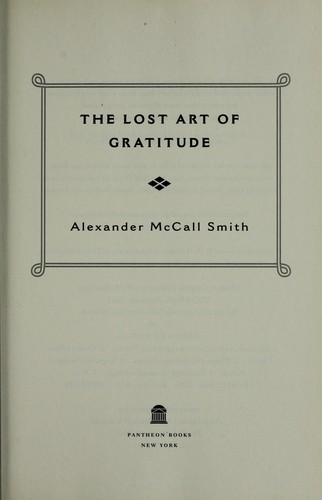 THE LOST ART OF
GRATITUDE
Alexander McCall Smith
PANTHEON BOOKS
NEW YORK